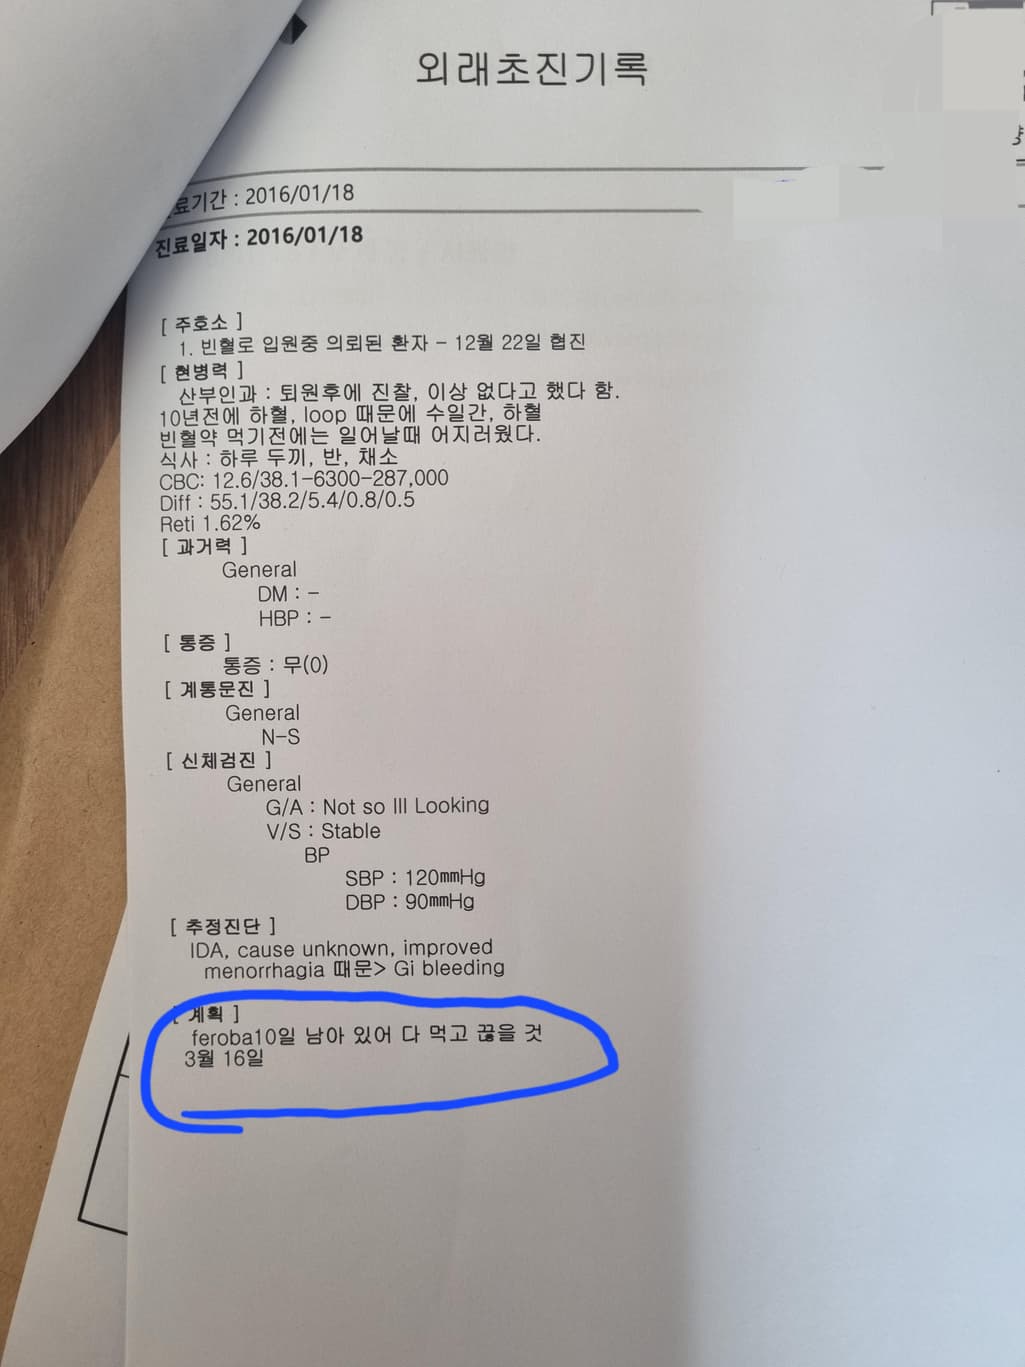 외래초진기록
료기간 : 2016/01/18
진료일자 : 2016/01/18
[ 주호소 ]
1. 빈혈로 입원중 의뢰된 환자 - 12월 22일 협진
[ 현병력 ]
산부인과 : 퇴원후에 진찰, 이상 없다고 했다 함.
10년전에 하혈, loop 때문에 수일간, 하혈
빈혈약 먹기전에는 일어날때 어지러웠다.
식사 : 하루 두끼, 반, 채소
CBC: 12.6/38.1-6300-287,000
Diff : 55.1/38.2/5.4/0.8/0.5
Reti 1.62%
[ 과거력 ]
General
DM : -
HBP : -
[ 통증 ]
통증 : 무(0)
[ 계통문진 ]
General
N-S
[ 신체검진 ]
General
G/A : Not so Ill Looking
V/S : Stable
BP
SBP : 120mmHg
DBP : 90mmHg
[ 추정진단 ]
IDA, cause unknown, improved
menorrhagia 때문> Gi bleeding
[ 계획 ]
feroba10일 남아 있어 다 먹고 끊을 것
3월 16일